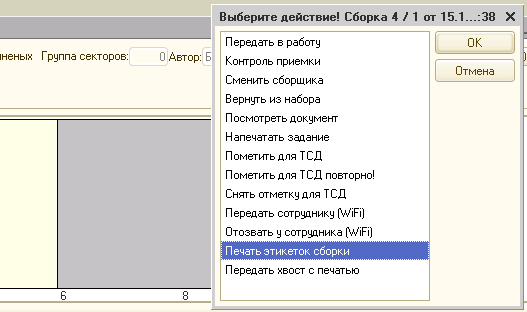 Выберите действие! Сборка 4 / 1 от 15.1...:38
Передать в работу
Контроль приемки
Сменить сборщика
Вернуть из набора
Посмотреть документ
Напечатать задание
Пометить для ТСД
Пометить для ТСД повторно!
Снять отметку для ТСД
Передать сотруднику (WiFi)
Отозвать у сотрудника (WiFi)
Печать этикеток сборки
Передать хвост с печатью
OK
Отмена
неных Группа секторов: 0 Автор: Б
6 8